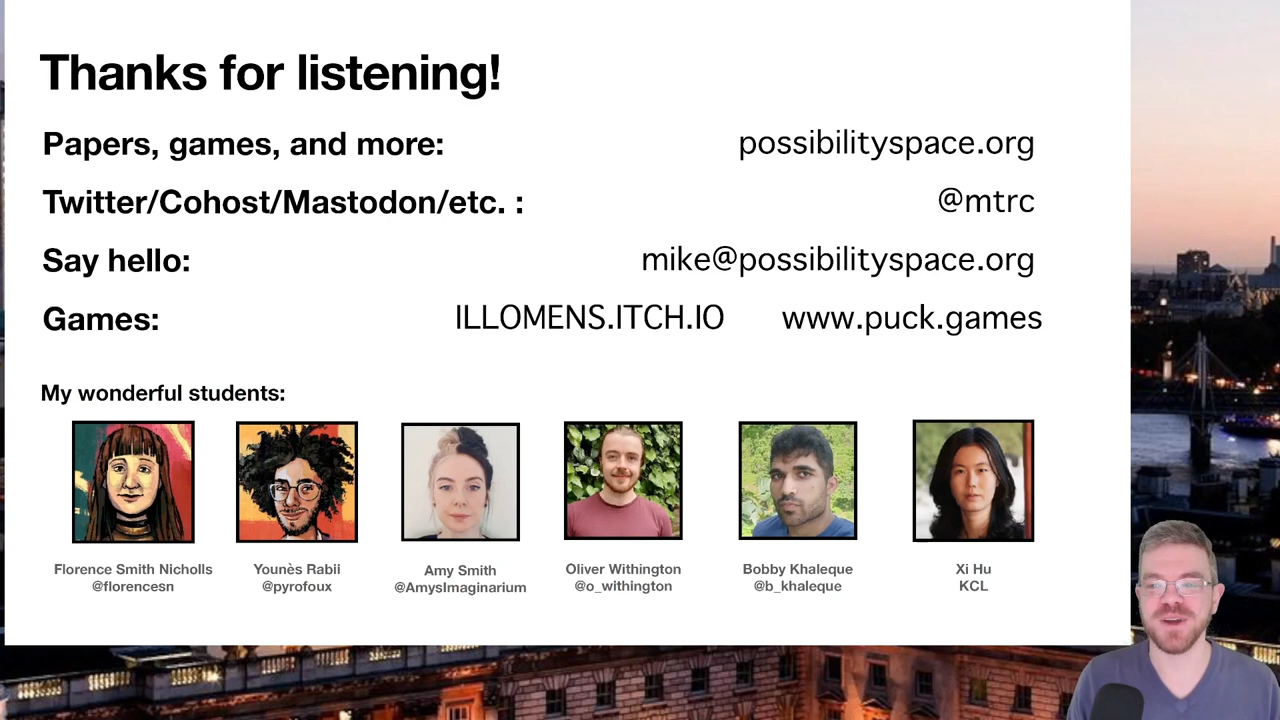 Thanks for listening!
Papers, games, and more: possibilityspace.org
Twitter/Cohost/Mastodon/etc. : @mtrc
Say hello: mike@possibilityspace.org
Games: ILLOMENS.ITCH.IO www.puck.games
My wonderful students:
Florence Smith Nicholls
@florencesn
Younès Rabii
@pyrofoux
Amy Smith
@AmysImaginarium
Oliver Withington
@o_withington
Bobby Khaleque
@b_khaleque
Xi Hu
KCL